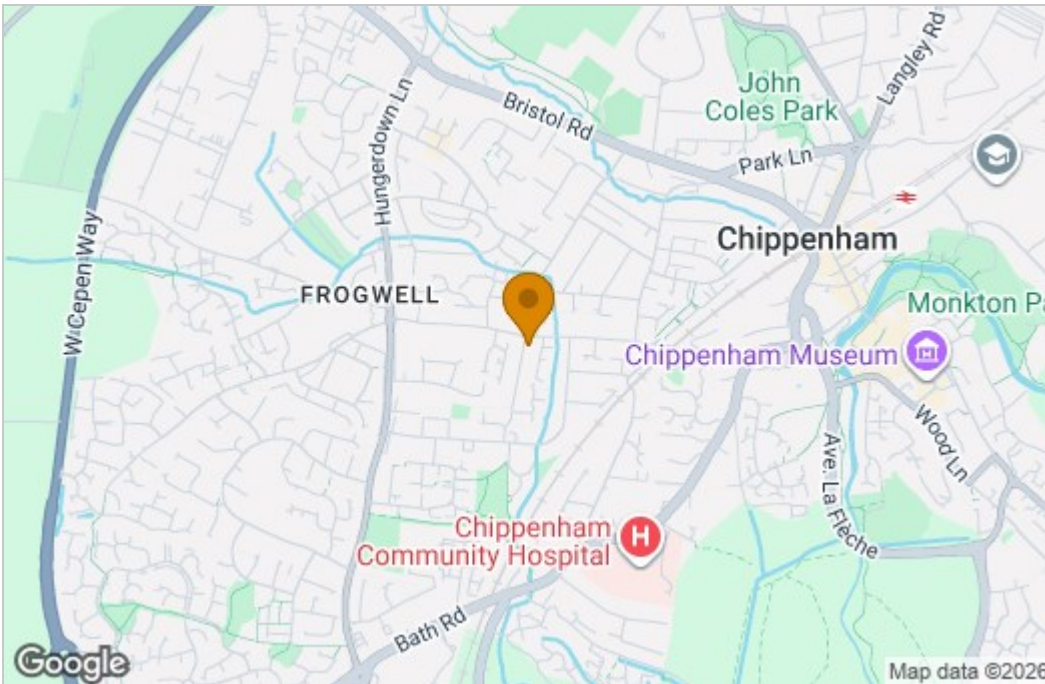 John
Coles Park
Langley Rd
Bristol Rd
Park Ln
Hungerdown Ln
Chippenham
W Cepen Way
FROGWELL
Monkton Pa
Chippenham Museum
Wood Ln
Ave. La Flèche
Chippenham
Community Hospital
H
Bath Rd
Google
Map data ©2026